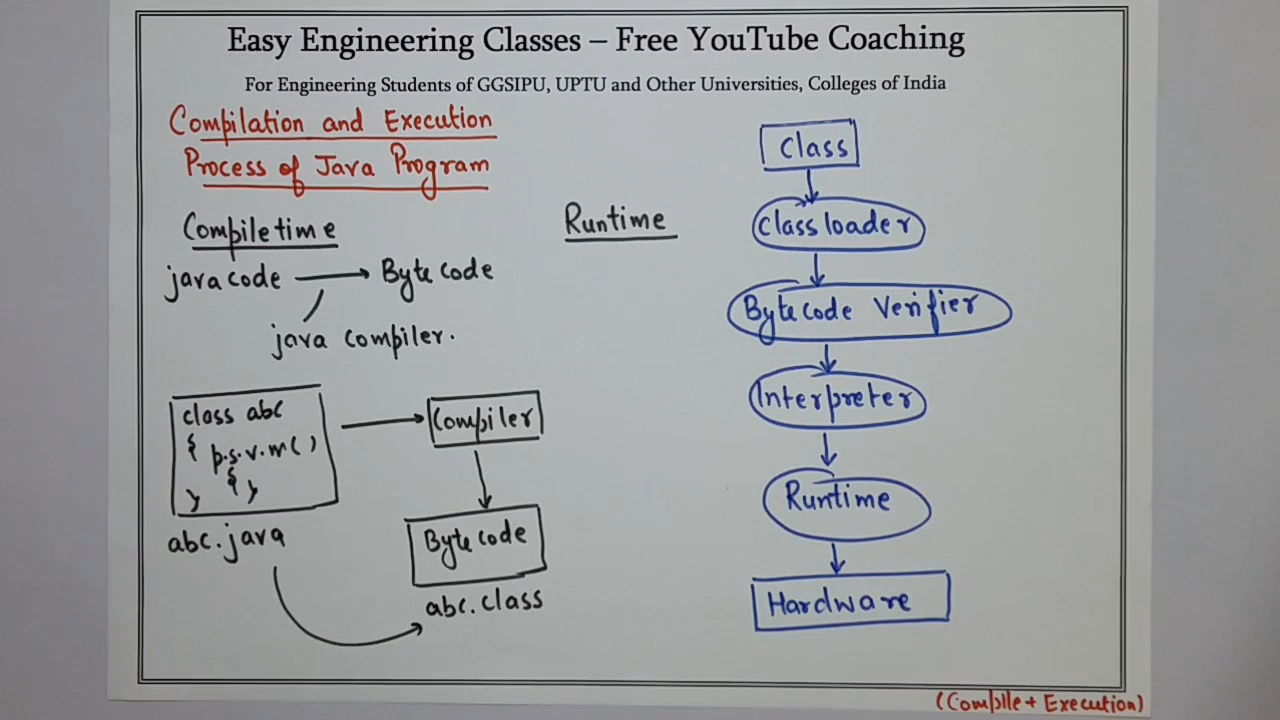 Easy Engineering Classes – Free YouTube Coaching
For Engineering Students of GGSIPU, UPTU and Other Universities, Colleges of India
Compilation and Execution
Process of Java Program
Compiletime
java code → Byte code
java compiler.
class abc
{ p.s.v.m()
{ }
}
abc.java
Compiler
Byte code
abc.class
Runtime
Class
Class loader
Byte code Verifier
Interpreter
Runtime
Hardware
(Compile + Execution)